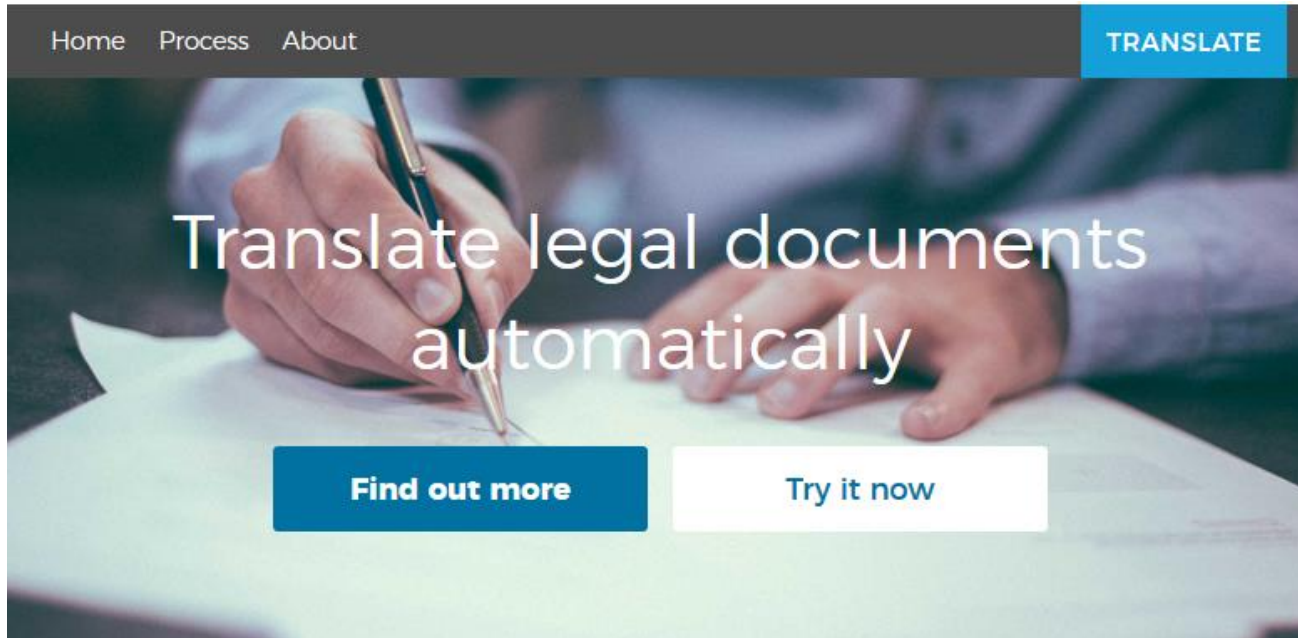 Home Process About TRANSLATE
Translate legal documents
automatically
Find out more Try it now